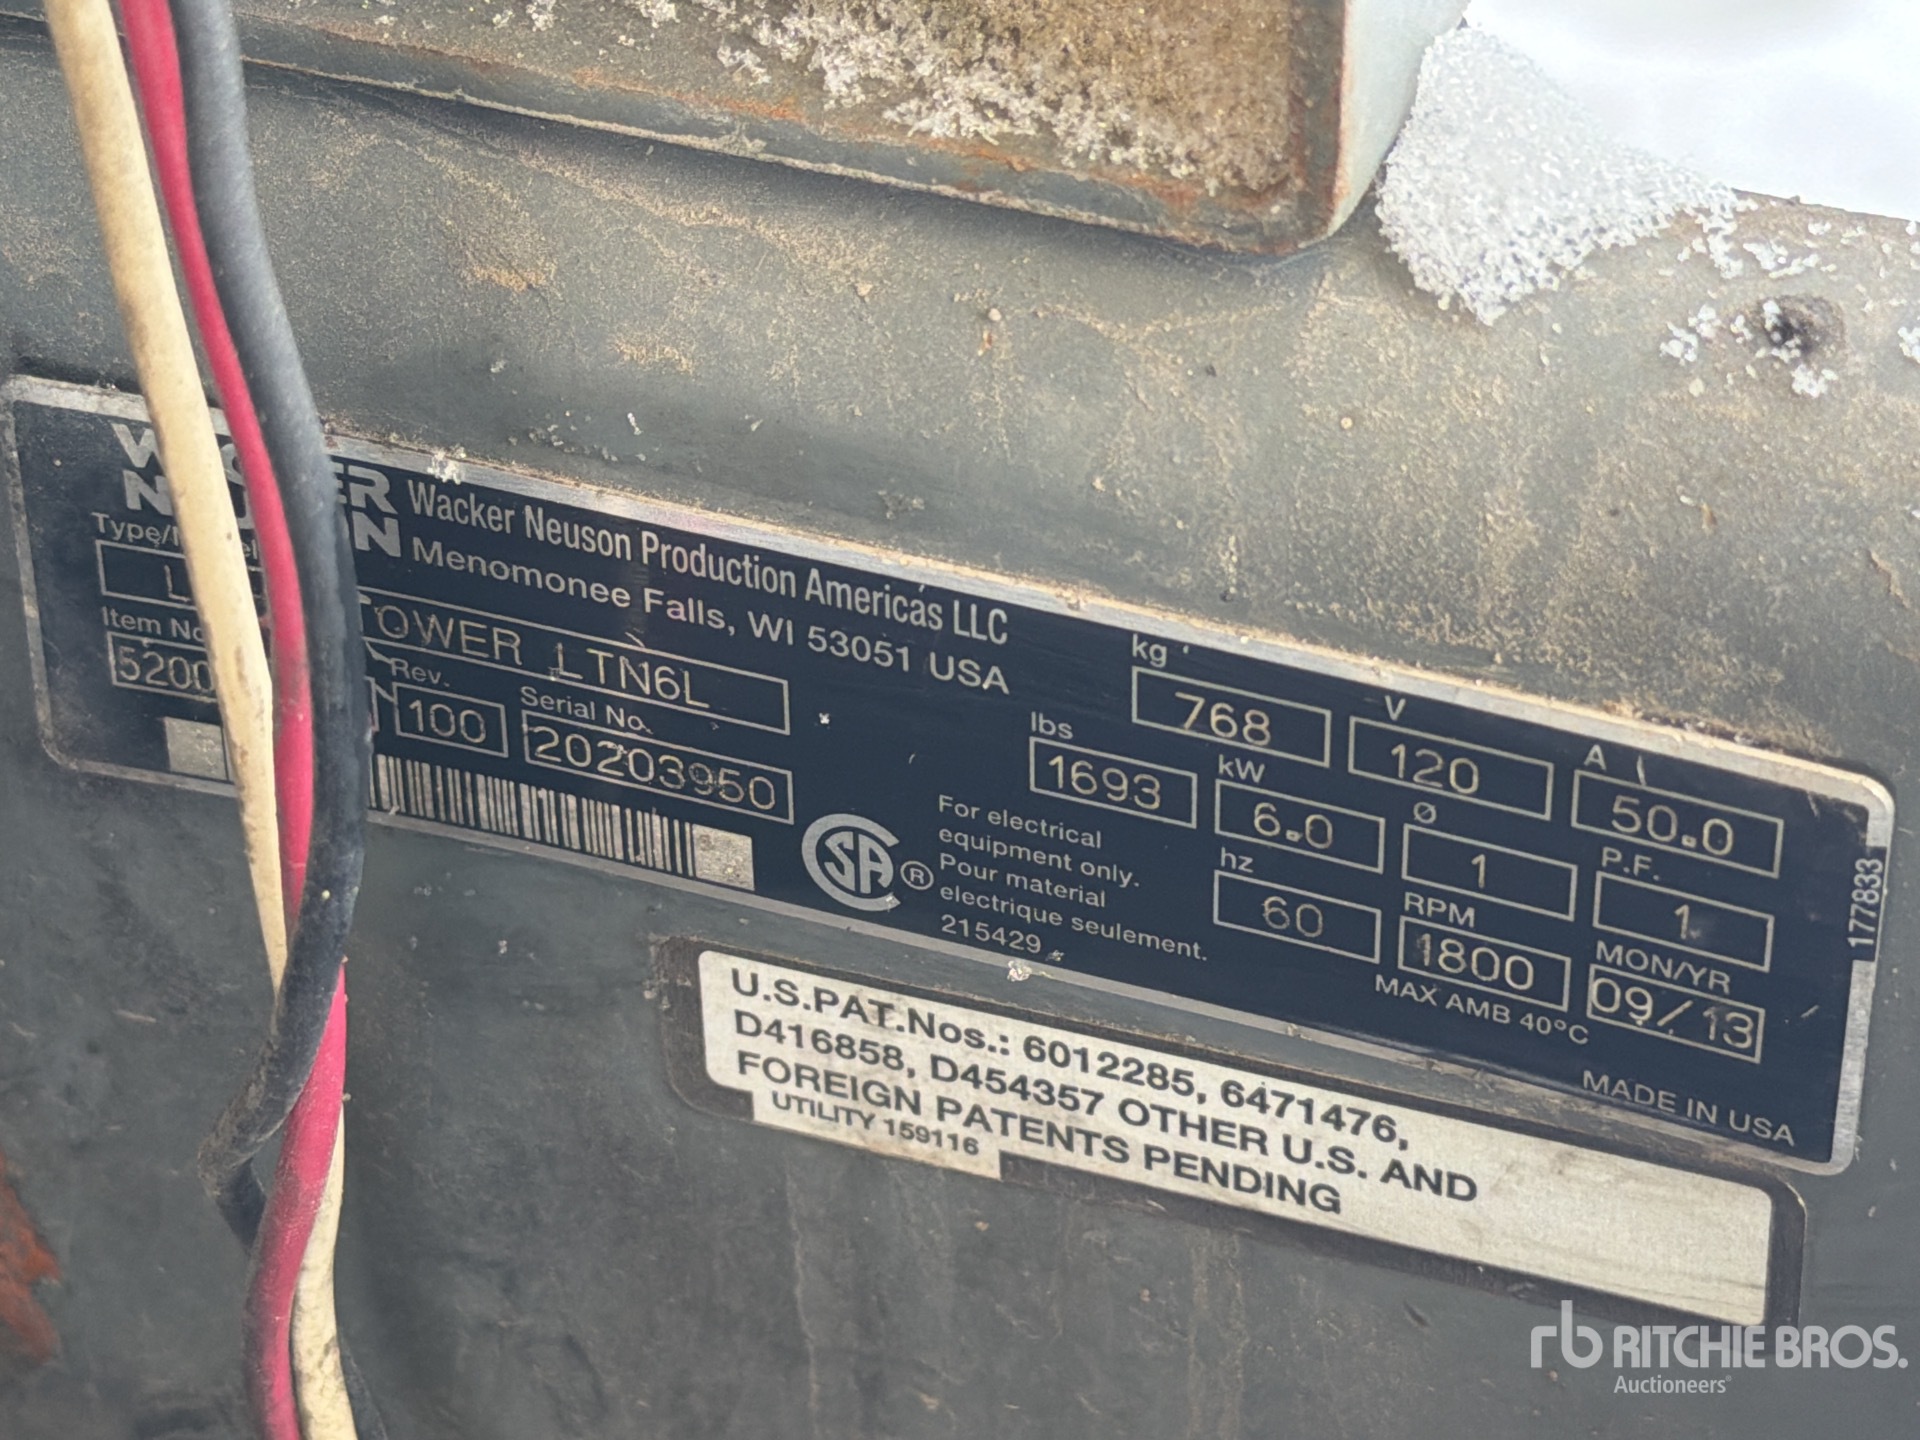 Wacker Neuson Production Americas LLC
Menomonee Falls, WI 53051 USA
TOWER LTN6L
Item No.
5200
Rev.
100
Serial No.
20203950
kg
768
V
120
A
50.0
lbs
1693
kW
6.0
Ø
1
P.F.
1
hz
60
RPM
1800
MON/YR
09/13
MAX AMB 40°C
MADE IN USA
177833
CSA ®
For electrical
equipment only.
Pour material
electrique seulement.
215429
U.S.PAT.Nos.: 6012285, 6471476,
D416858, D454357 OTHER U.S. AND
FOREIGN PATENTS PENDING
UTILITY 159116
rb RITCHIE BROS.
Auctioneers